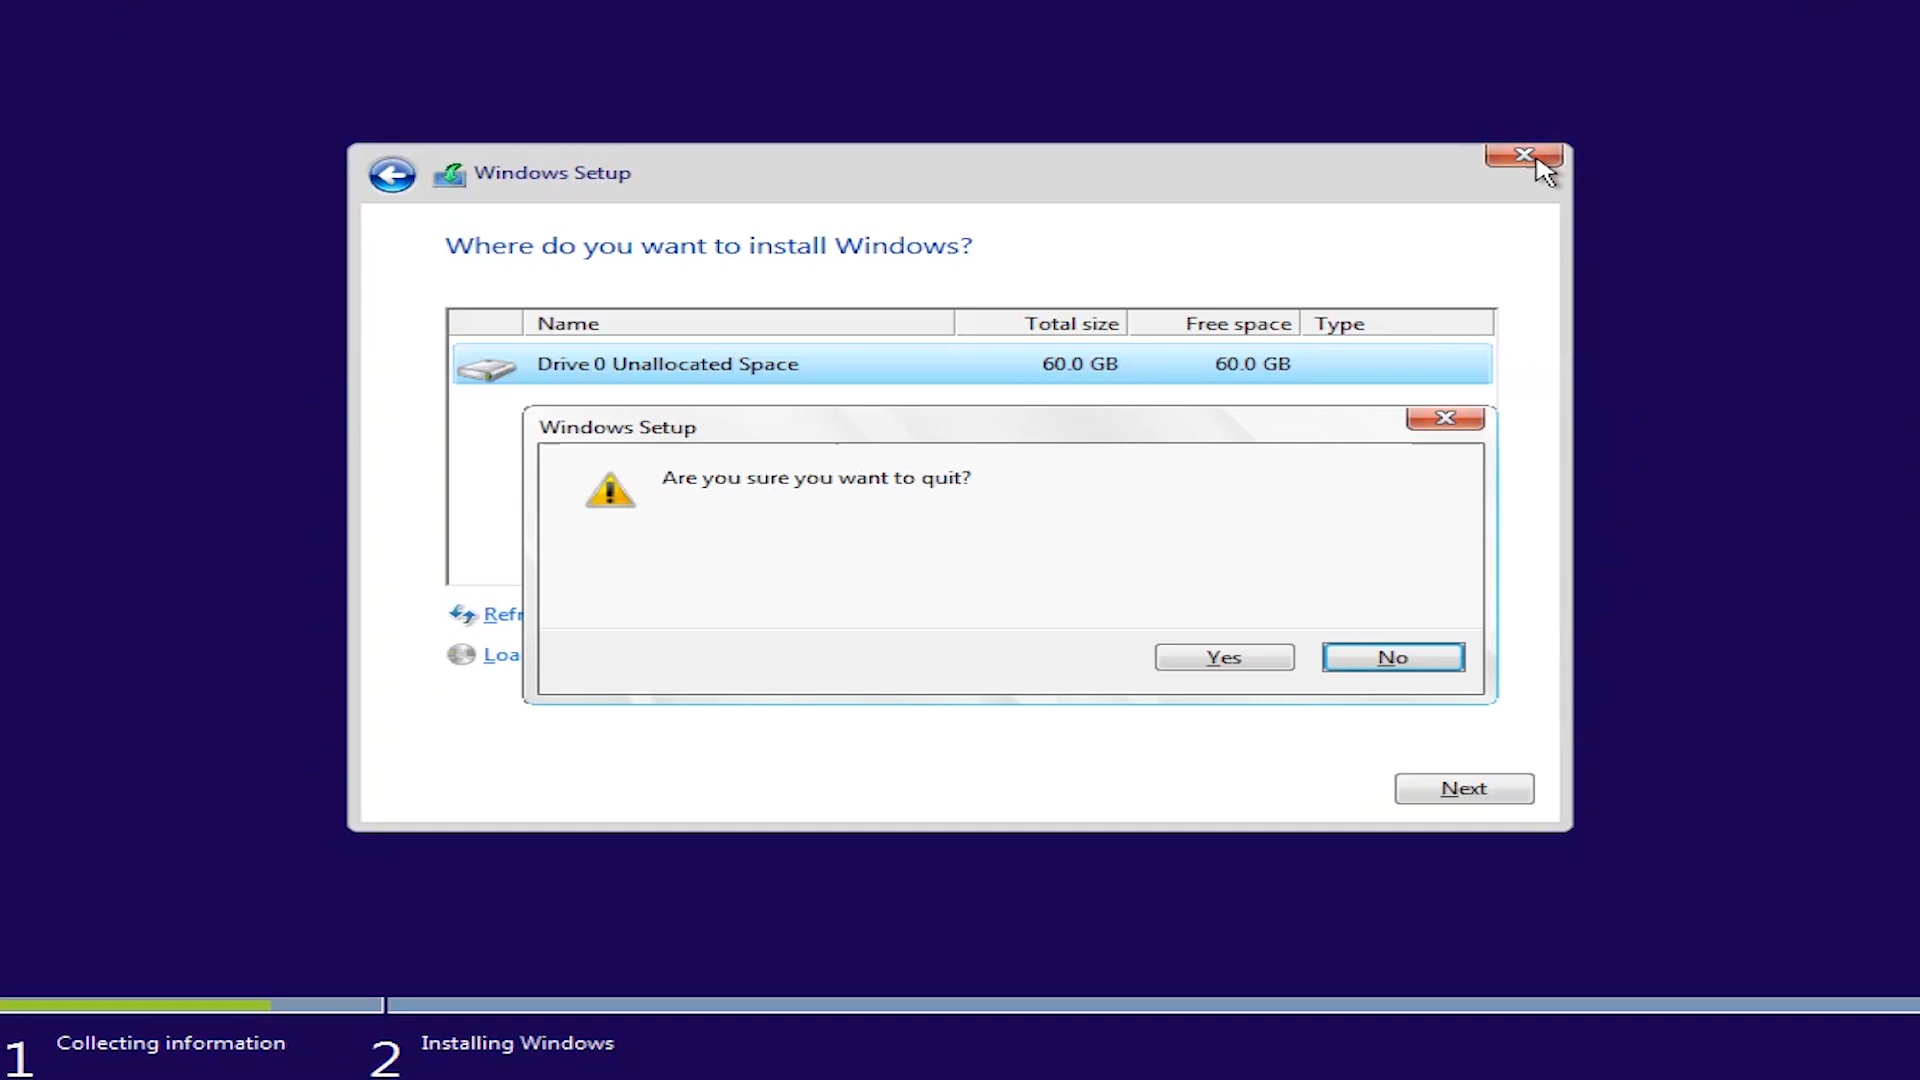 Windows Setup
Where do you want to install Windows?
Name Total size Free space Type
Drive 0 Unallocated Space 60.0 GB 60.0 GB
Windows Setup
Are you sure you want to quit?
Refr
Loa
Yes No
Next
1 Collecting information 2 Installing Windows